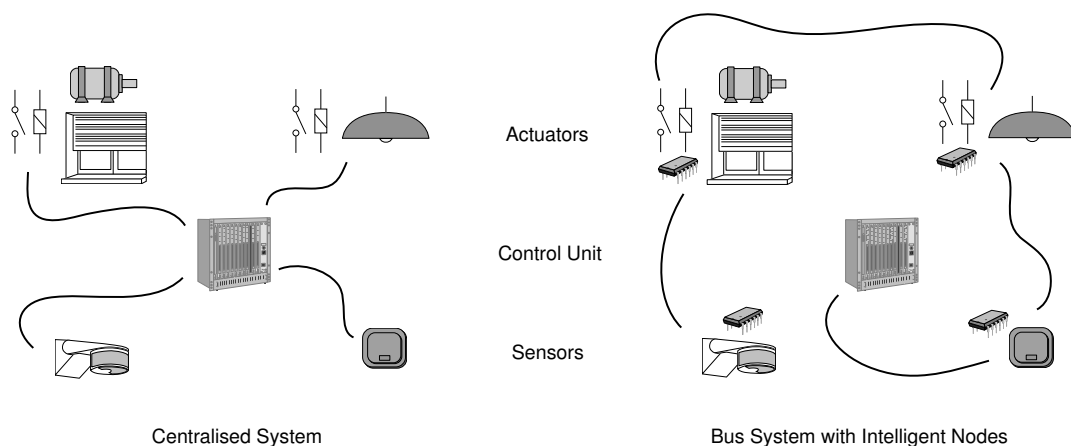 Actuators
Control Unit
Sensors
Centralised System
Bus System with Intelligent Nodes